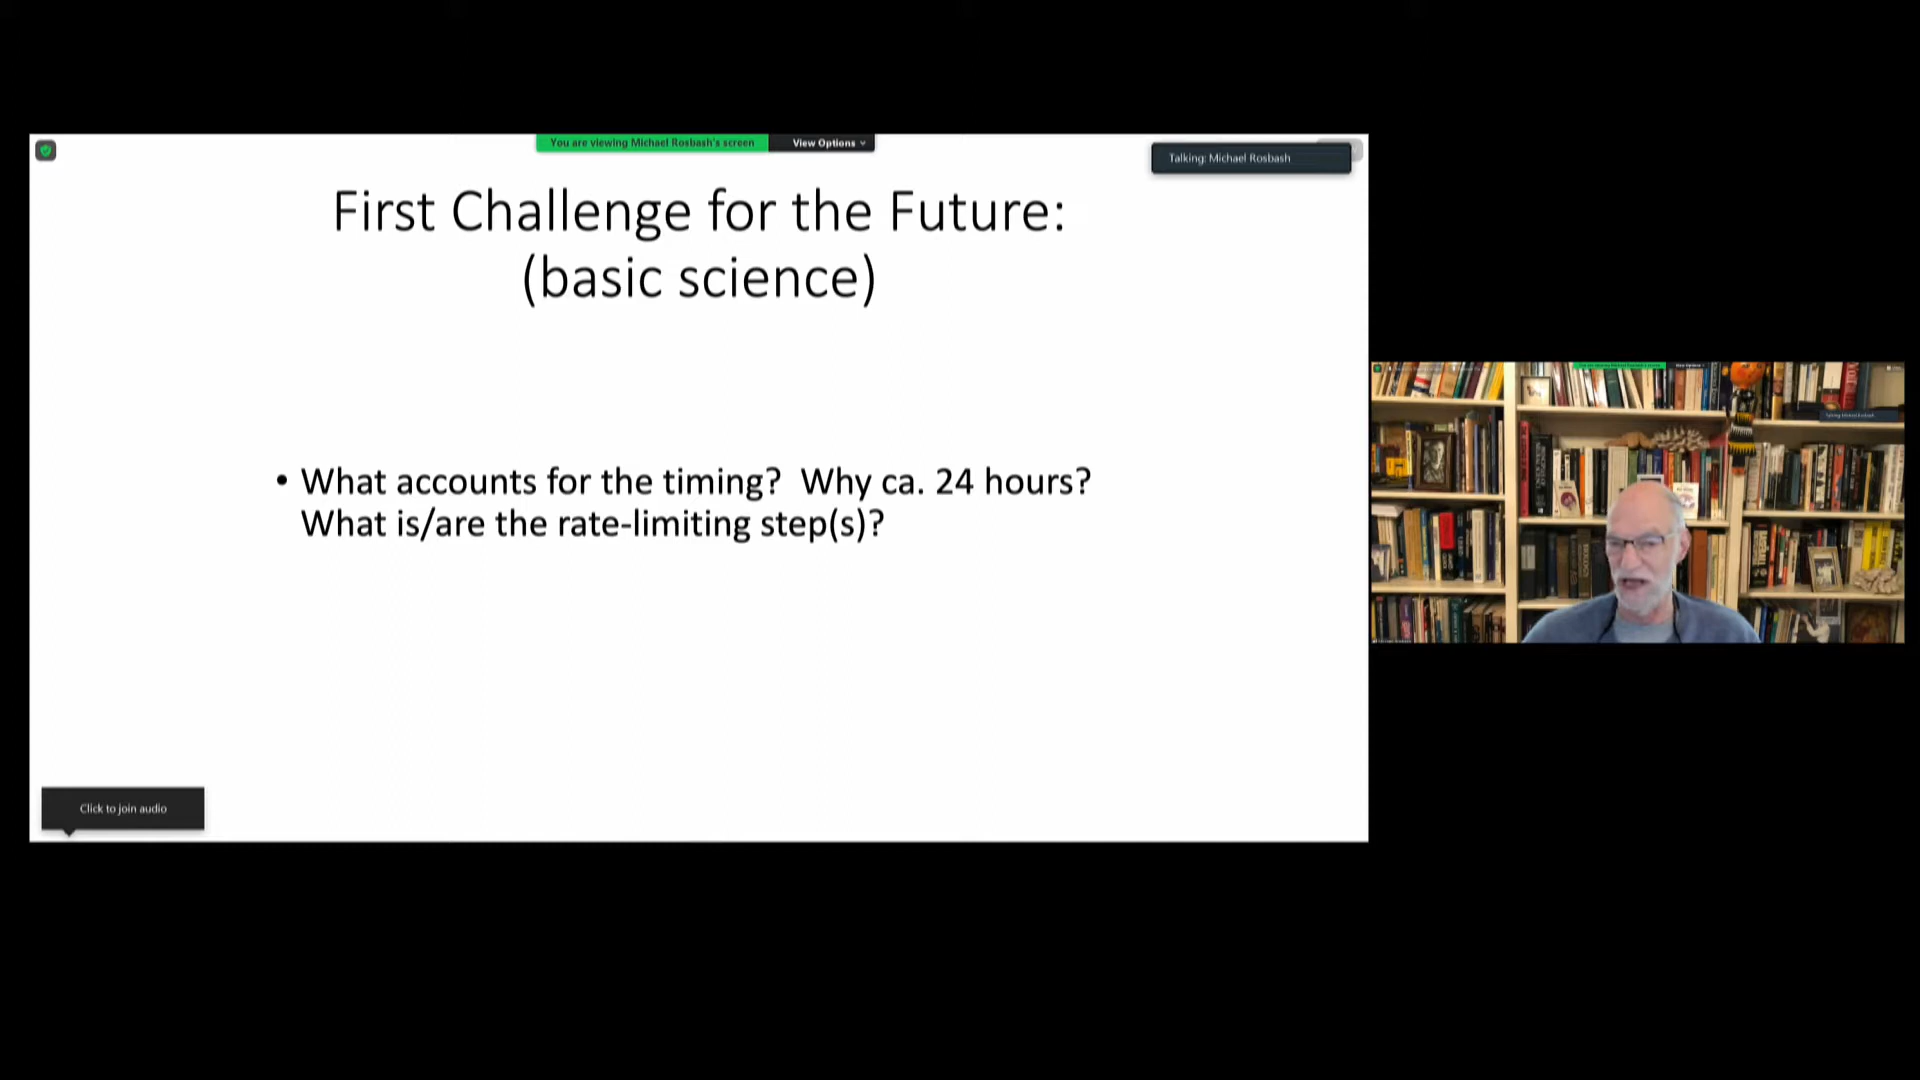 You are viewing Michael Rosbash's screen
View Options
Talking: Michael Rosbash
First Challenge for the Future:
(basic science)
• What accounts for the timing?  Why ca. 24 hours?
What is/are the rate-limiting step(s)?
Click to join audio